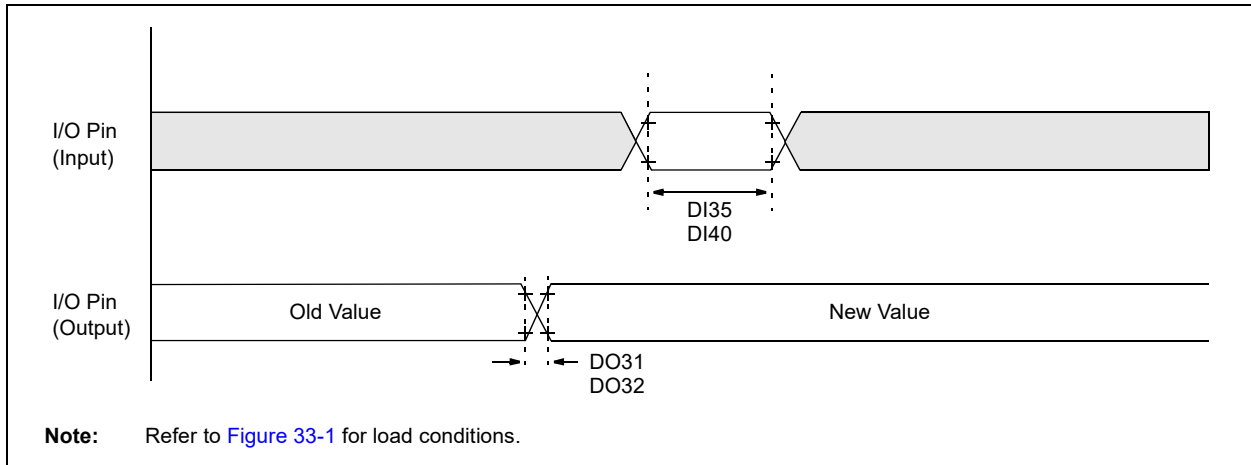 I/O Pin
(Input)
DI35
DI40
I/O Pin
(Output)
Old Value
New Value
DO31
DO32
Note: Refer to Figure 33-1 for load conditions.